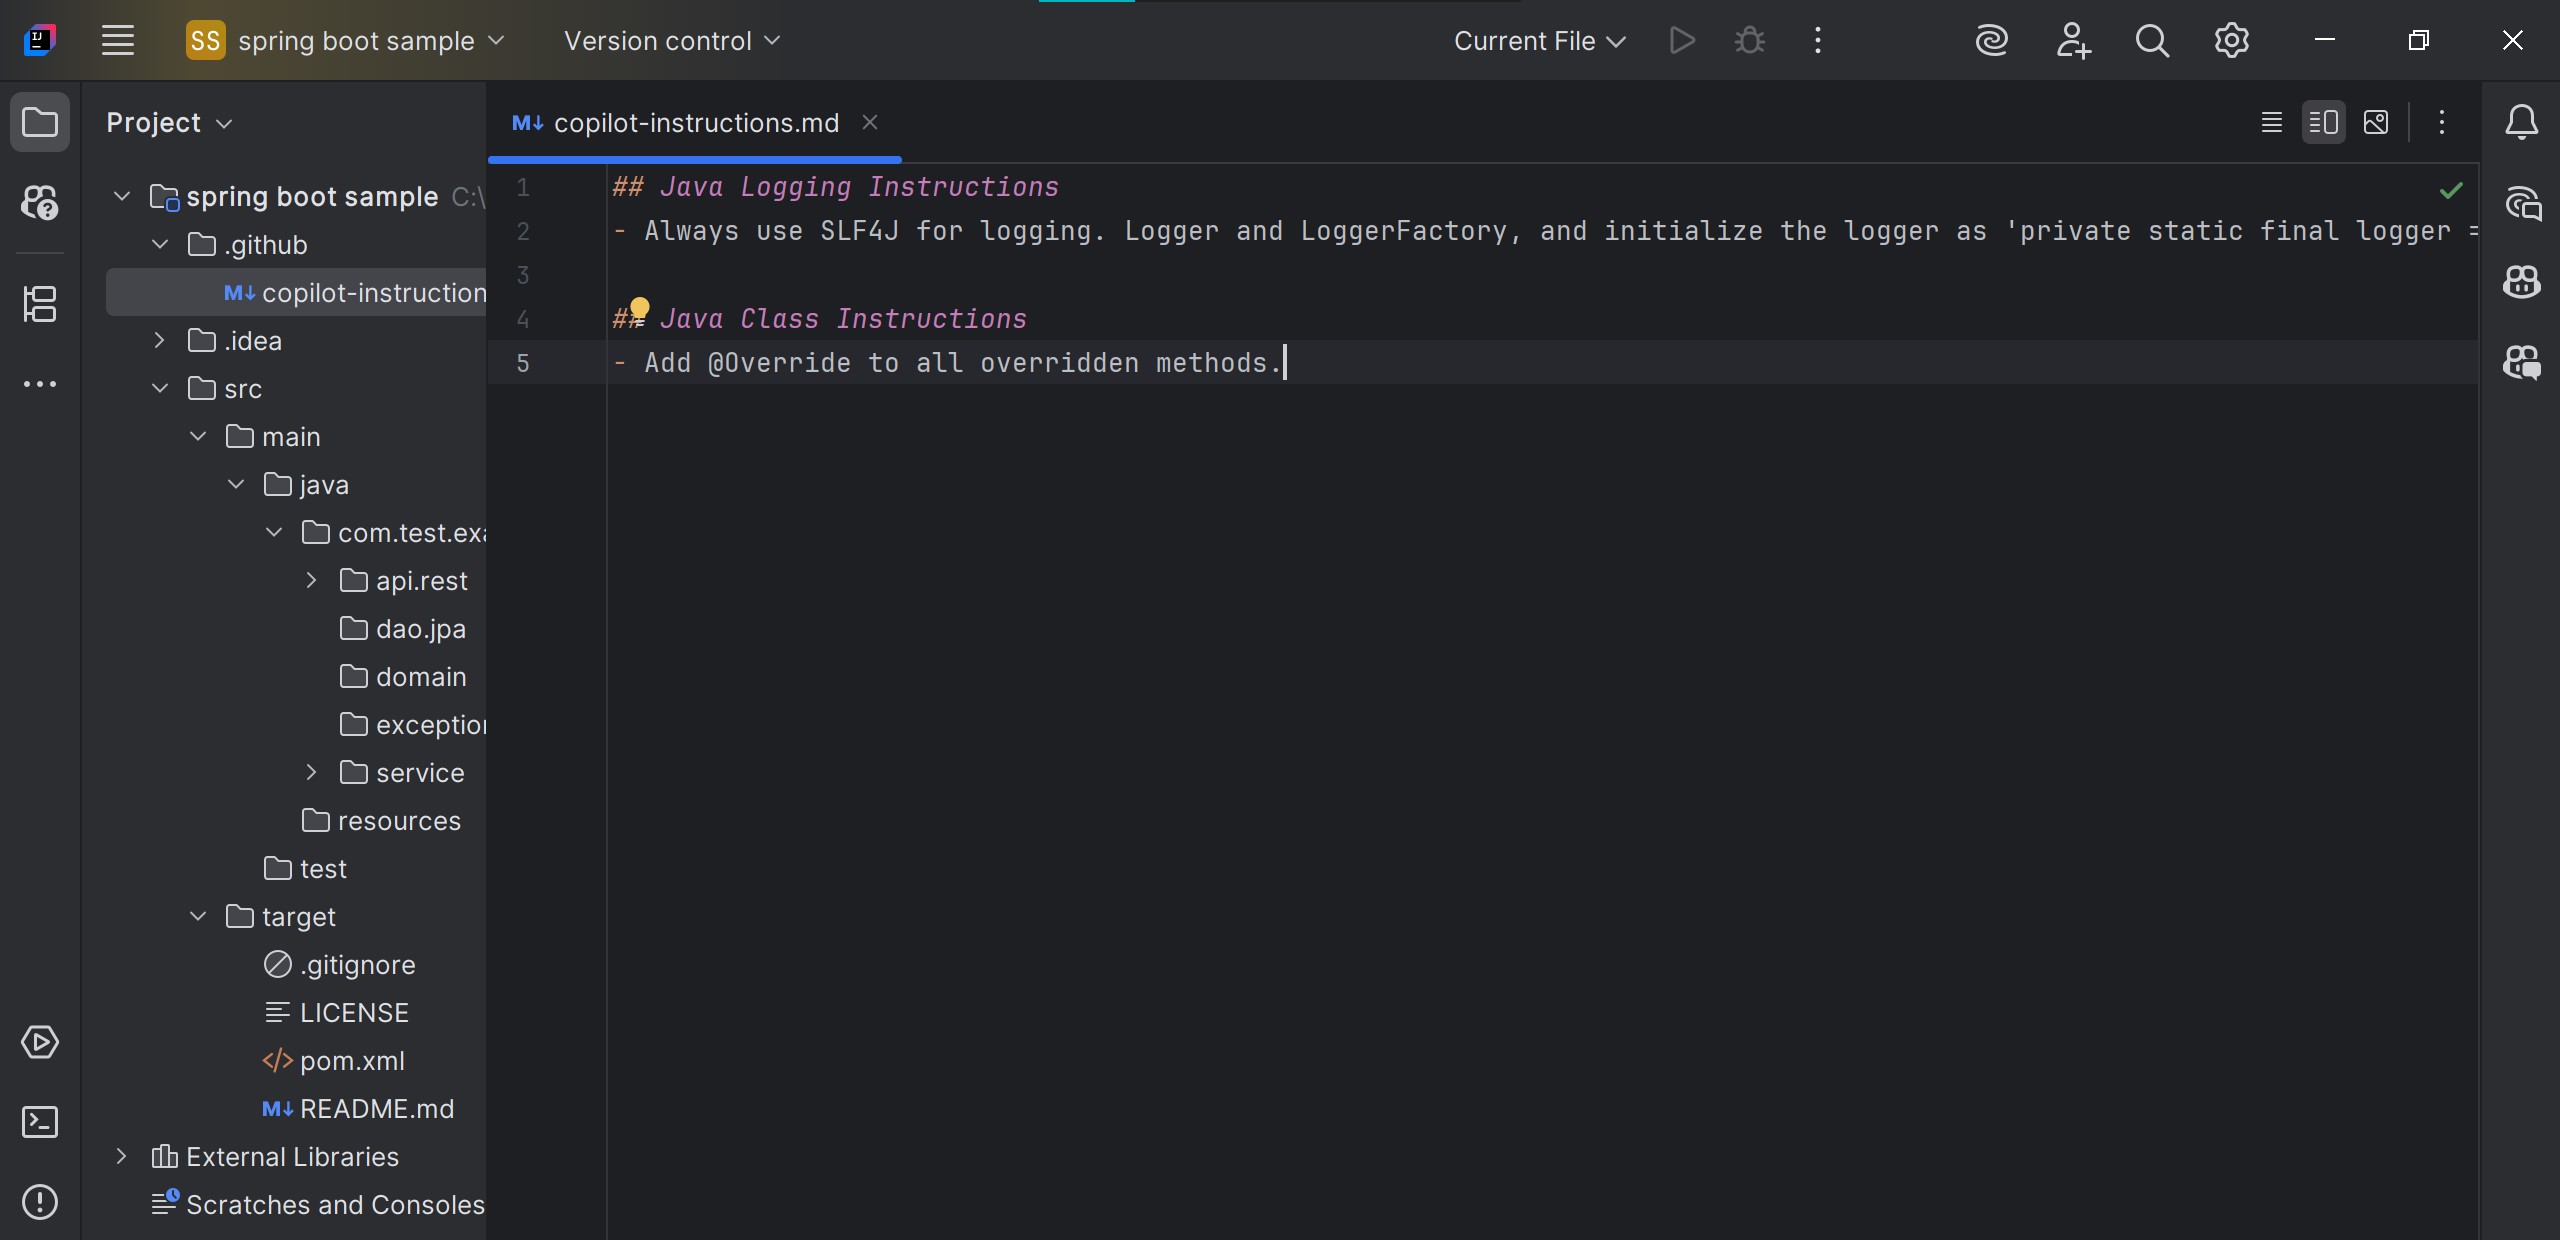 SS spring boot sample Version control Current File
Project
copilot-instructions.md
spring boot sample C:\
.github
copilot-instruction
.idea
src
main
java
com.test.exa
api.rest
dao.jpa
domain
exception
service
resources
test
target
.gitignore
LICENSE
pom.xml
README.md
External Libraries
Scratches and Consoles
1 ## Java Logging Instructions
2 - Always use SLF4J for logging. Logger and LoggerFactory, and initialize the logger as 'private static final logger =
3
4 ## Java Class Instructions
5 - Add @Override to all overridden methods.